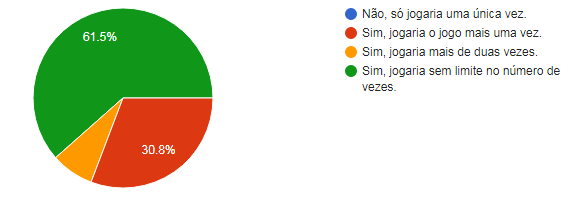 61.5%
30.8%
Não, só jogaria uma única vez.
Sim, jogaria o jogo mais uma vez.
Sim, jogaria mais de duas vezes.
Sim, jogaria sem limite no número de
vezes.